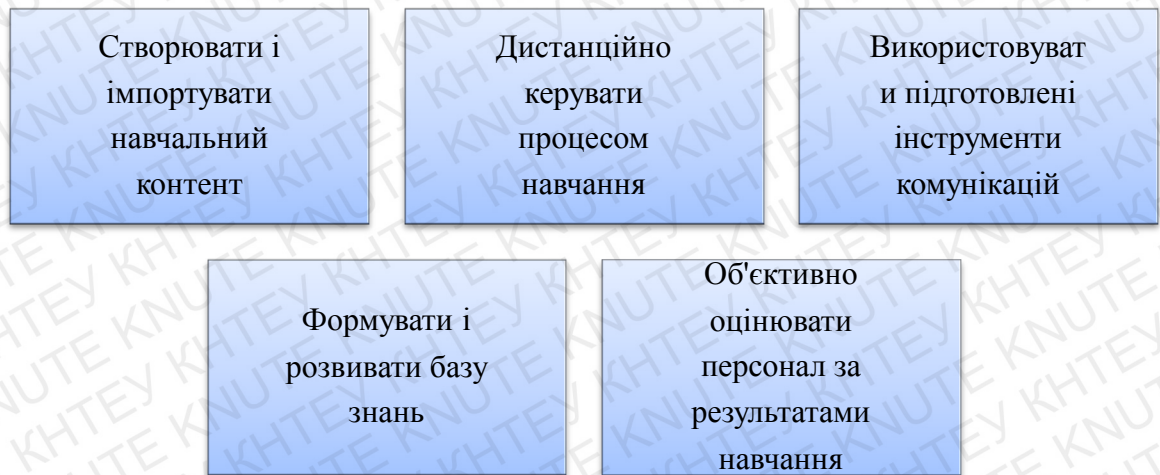 Створювати і
імпортувати
навчальний
контент
Дистанційно
керувати
процесом
навчання
Використовуват
и підготовлені
інструменти
комунікацій
Формувати і
розвивати базу
знань
Об'єктивно
оцінювати
персонал за
результатами
навчання